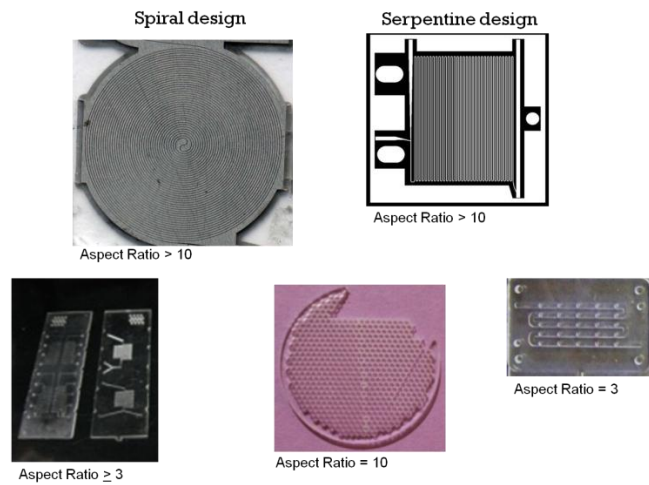 Spiral design
Serpentine design
Aspect Ratio > 10
Aspect Ratio > 10
Aspect Ratio = 3
Aspect Ratio = 10
Aspect Ratio ≥ 3